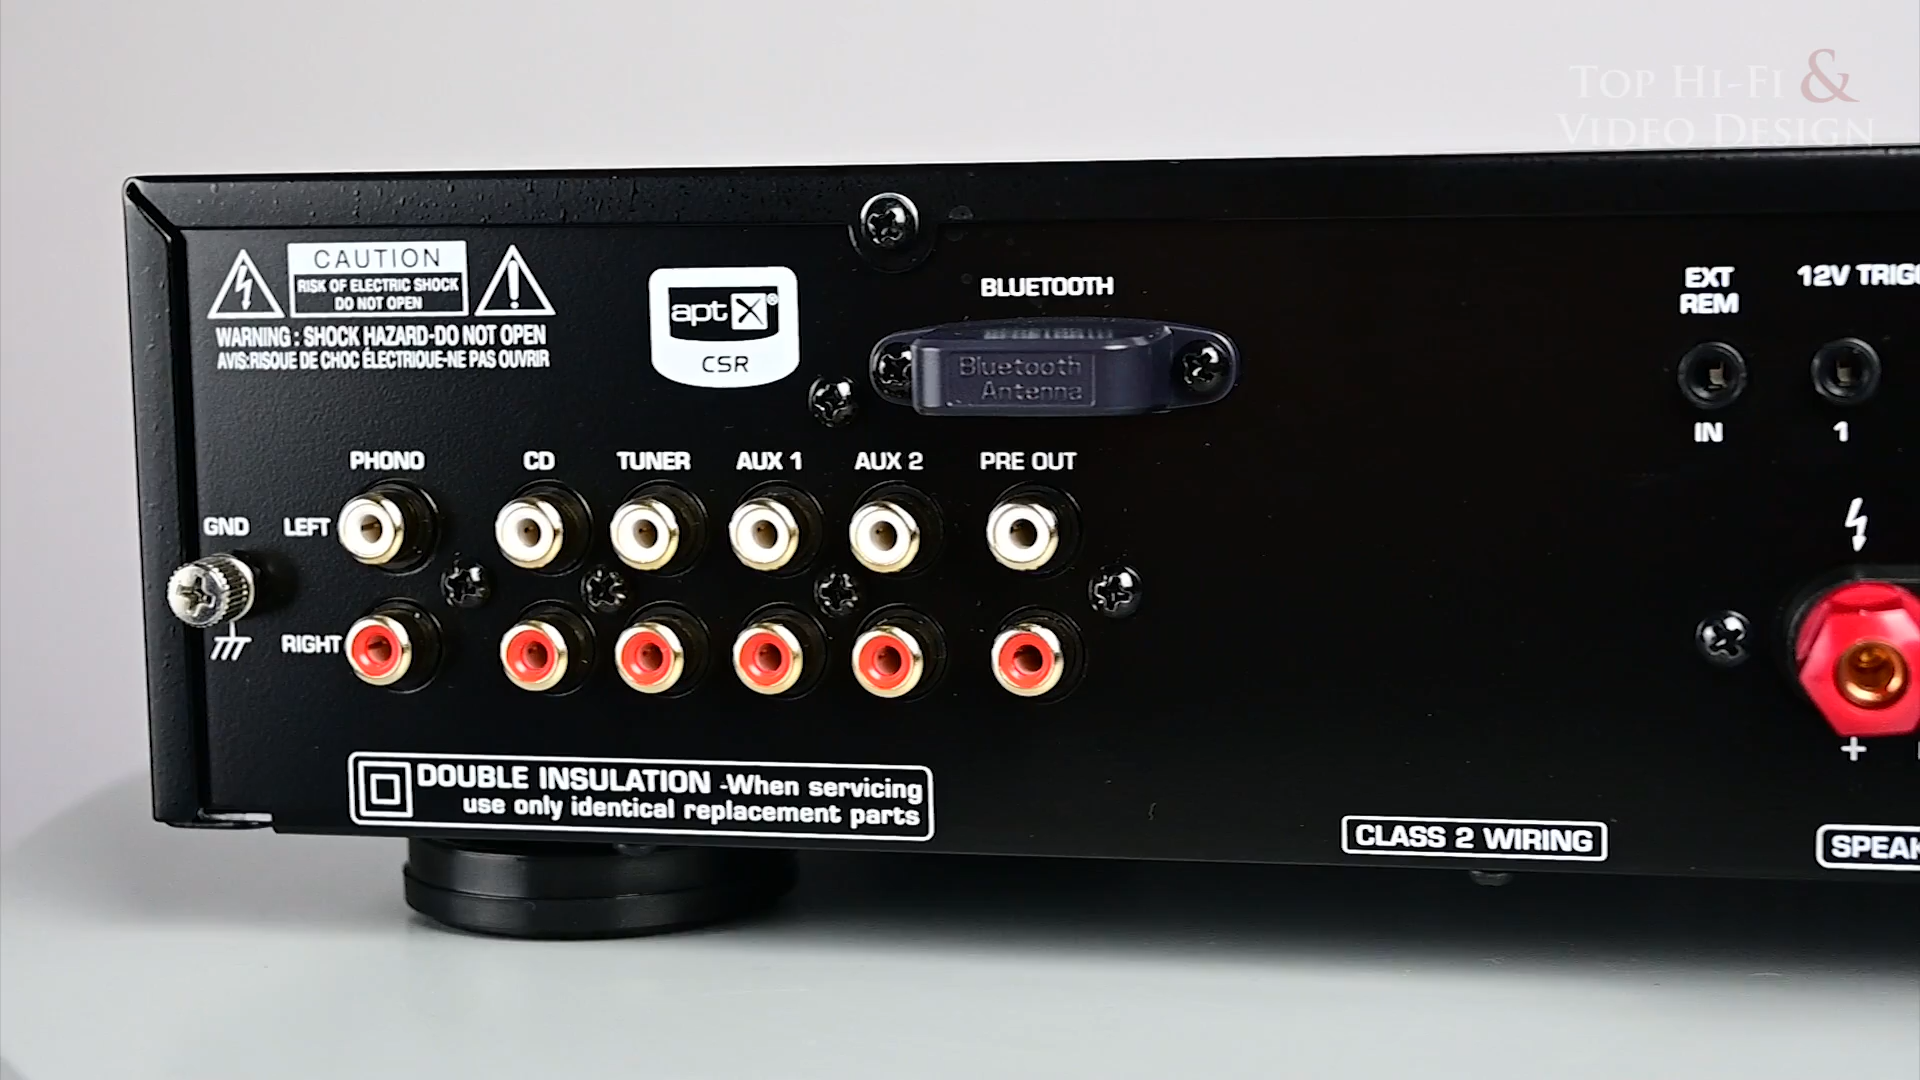 TOP HI-FI &
VIDEO DESIGN
CAUTION
RISK OF ELECTRIC SHOCK
DO NOT OPEN
WARNING : SHOCK HAZARD-DO NOT OPEN
AVIS:RISQUE DE CHOC ÉLECTRIQUE-NE PAS OUVRIR
aptX®
CSR
BLUETOOTH
Bluetooth
Antenna
EXT
REM
12V TRIGG
IN
1
PHONO
CD
TUNER
AUX 1
AUX 2
PRE OUT
GND
LEFT
RIGHT
+
DOUBLE INSULATION -When servicing
use only identical replacement parts
CLASS 2 WIRING
SPEAK